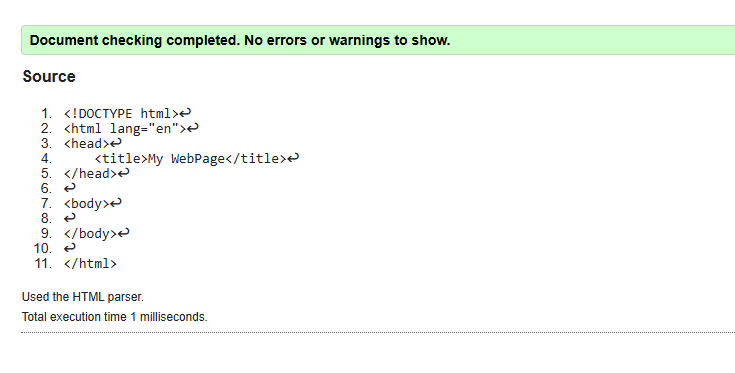 Document checking completed. No errors or warnings to show.
Source
1. <!DOCTYPE html>↩
2. <html lang="en">↩
3. <head>↩
4.     <title>My WebPage</title>↩
5. </head>↩
6. ↩
7. <body>↩
8. ↩
9. </body>↩
10. ↩
11. </html>
Used the HTML parser.
Total execution time 1 milliseconds.